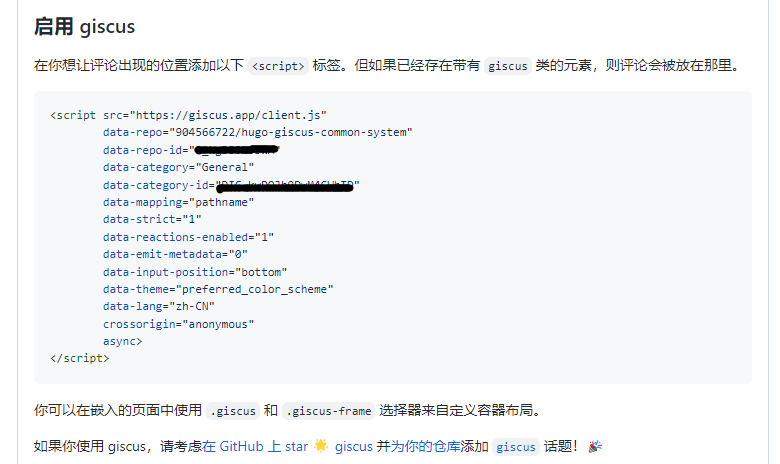 启用 giscus
在你想让评论出现的位置添加以下 <script> 标签。但如果已经存在带有 giscus 类的元素，则评论会被放在那里。
<script src="https://giscus.app/client.js"
data-repo="904566722/hugo-giscus-common-system"
data-repo-id="
data-category="General"
data-category-id="
data-mapping="pathname"
data-strict="1"
data-reactions-enabled="1"
data-emit-metadata="0"
data-input-position="bottom"
data-theme="preferred_color_scheme"
data-lang="zh-CN"
crossorigin="anonymous"
async>
</script>
你可以在嵌入的页面中使用 .giscus 和 .giscus-frame 选择器来自定义容器布局。
如果你使用 giscus，请考虑在 GitHub 上 star 🌟 giscus 并为你的仓库添加 giscus 话题！🎉